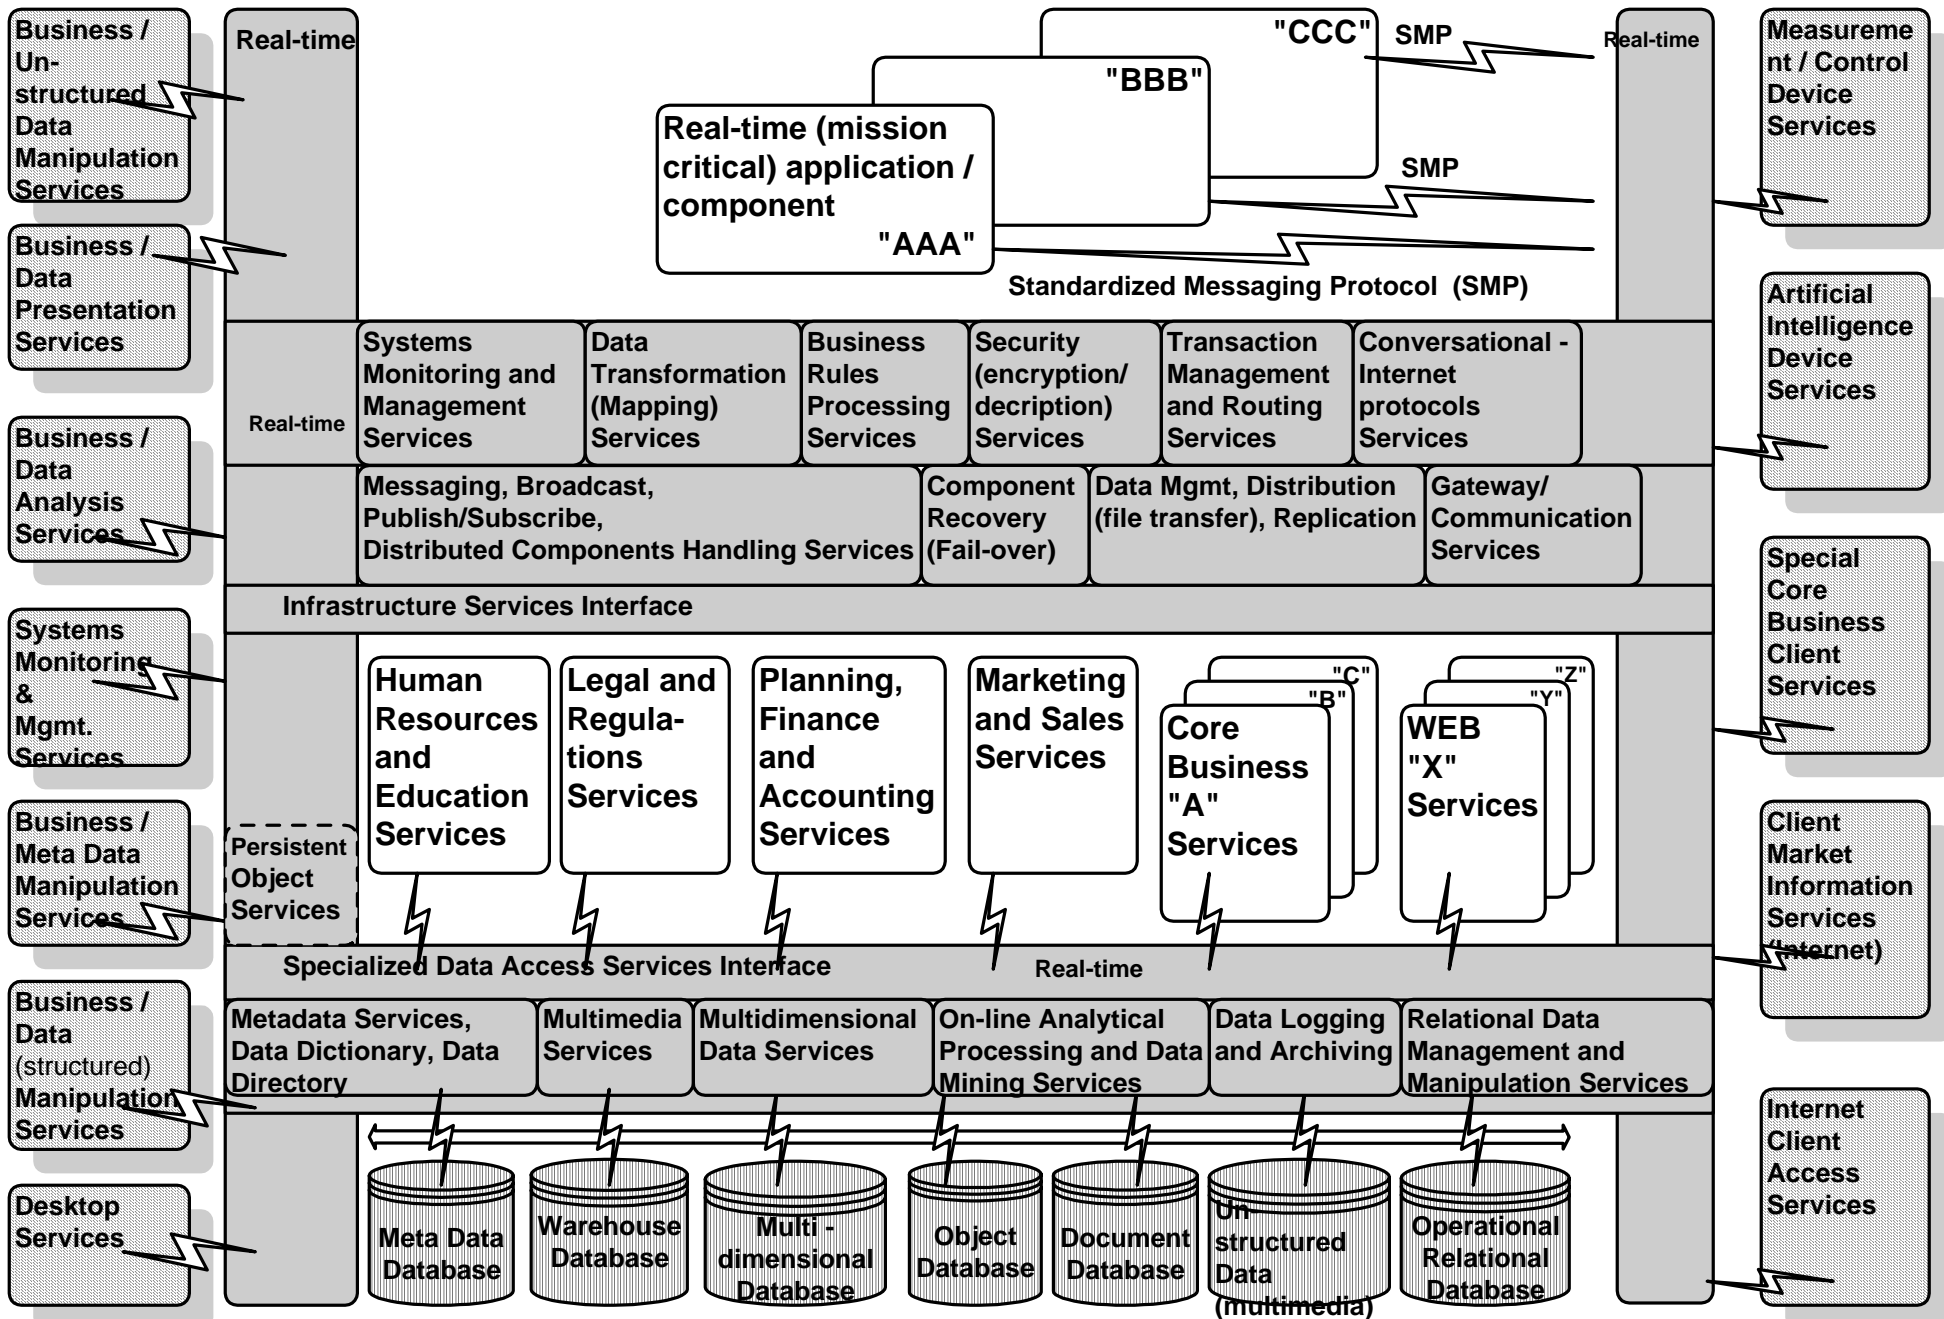 Business /
Un-
structured
Data
Manipulation
Services
Business /
Data
Presentation
Services
Business /
Data
Analysis
Services
Systems
Monitoring
&
Mgmt.
Services
Business /
Meta Data
Manipulation
Services
Business /
Data
(structured)
Manipulation
Services
Desktop
Services
Real-time
"CCC"
SMP
Real-time
"BBB"
Real-time (mission
critical) application /
component
"AAA"
SMP
Standardized Messaging Protocol (SMP)
Real-time
Systems
Monitoring and
Management
Services
Data
Transformation
(Mapping)
Services
Business
Rules
Processing
Services
Security
(encryption/
decription)
Services
Transaction
Management
and Routing
Services
Conversational -
Internet
protocols
Services
Messaging, Broadcast,
Publish/Subscribe,
Distributed Components Handling Services
Component
Recovery
(Fail-over)
Data Mgmt, Distribution
(file transfer), Replication
Gateway/
Communication
Services
Infrastructure Services Interface
Human
Resources
and
Education
Services
Legal and
Regula-
tions
Services
Planning,
Finance
and
Accounting
Services
Marketing
and Sales
Services
"C"
"B"
Core
Business
"A"
Services
"Z"
"Y"
WEB
"X"
Services
Persistent
Object
Services
Specialized Data Access Services Interface
Real-time
Metadata Services,
Data Dictionary, Data
Directory
Multimedia
Services
Multidimensional
Data Services
On-line Analytical
Processing and Data
Mining Services
Data Logging
and Archiving
Relational Data
Management and
Manipulation Services
Meta Data
Database
Warehouse
Database
Multi -
dimensional
Database
Object
Database
Document
Database
Un-
structured
Data
(multimedia)
Operational
Relational
Database
Measureme
nt / Control
Device
Services
Artificial
Intelligence
Device
Services
Special
Core
Business
Client
Services
Client
Market
Information
Services
(Internet)
Internet
Client
Access
Services